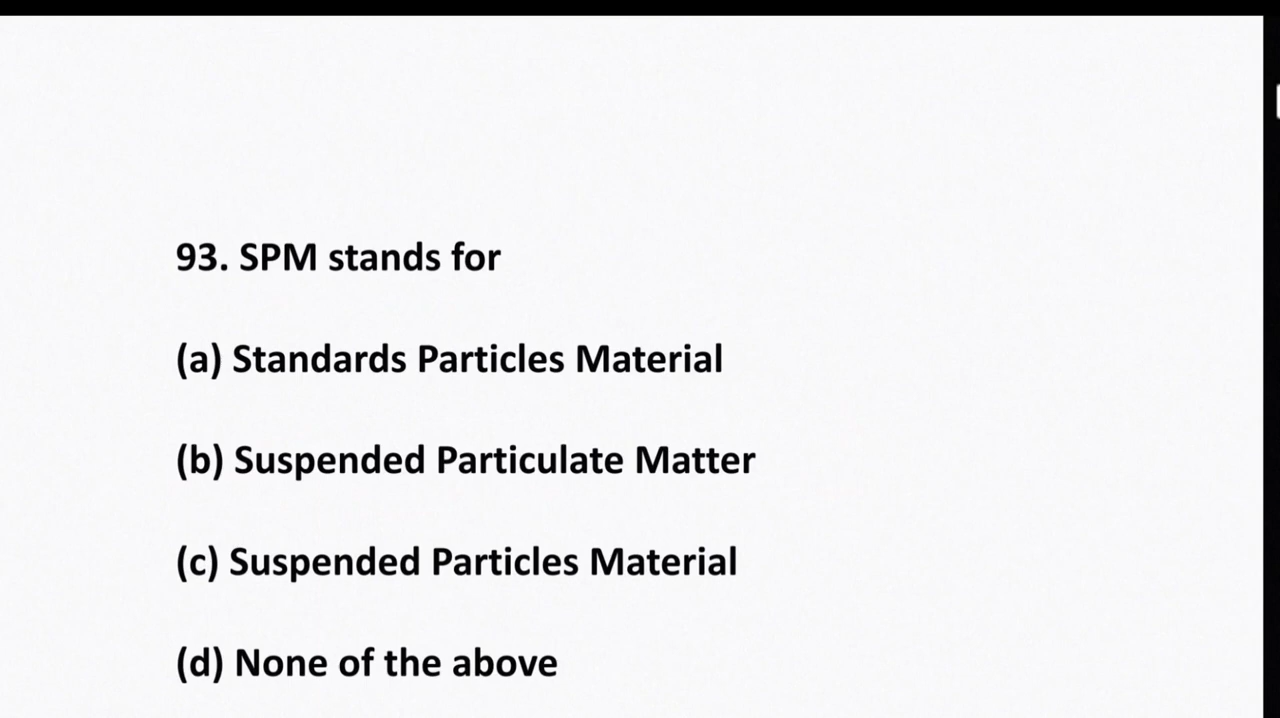 93. SPM stands for
(a) Standards Particles Material
(b) Suspended Particulate Matter
(c) Suspended Particles Material
(d) None of the above